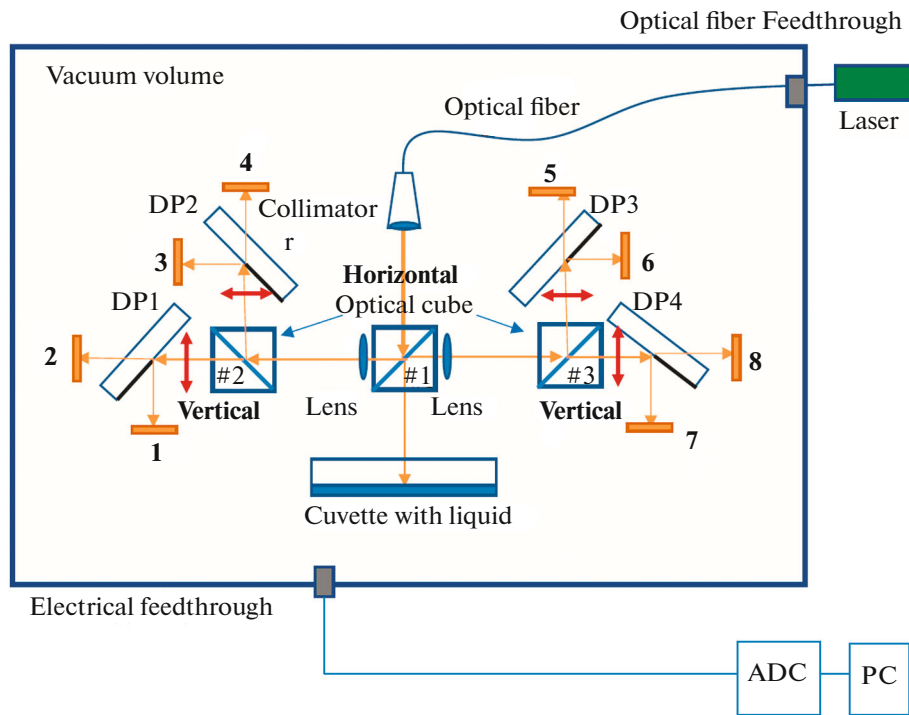 Optical fiber Feedthrough
Vacuum volume
Optical fiber
Laser
4
5
DP2
Collimator
r
DP3
3
6
Horizontal
DP1
Optical cube
DP4
2
#2
#1
#3
8
Vertical
Lens
Lens
Vertical
1
7
Cuvette with liquid
Electrical feedthrough
ADC
PC